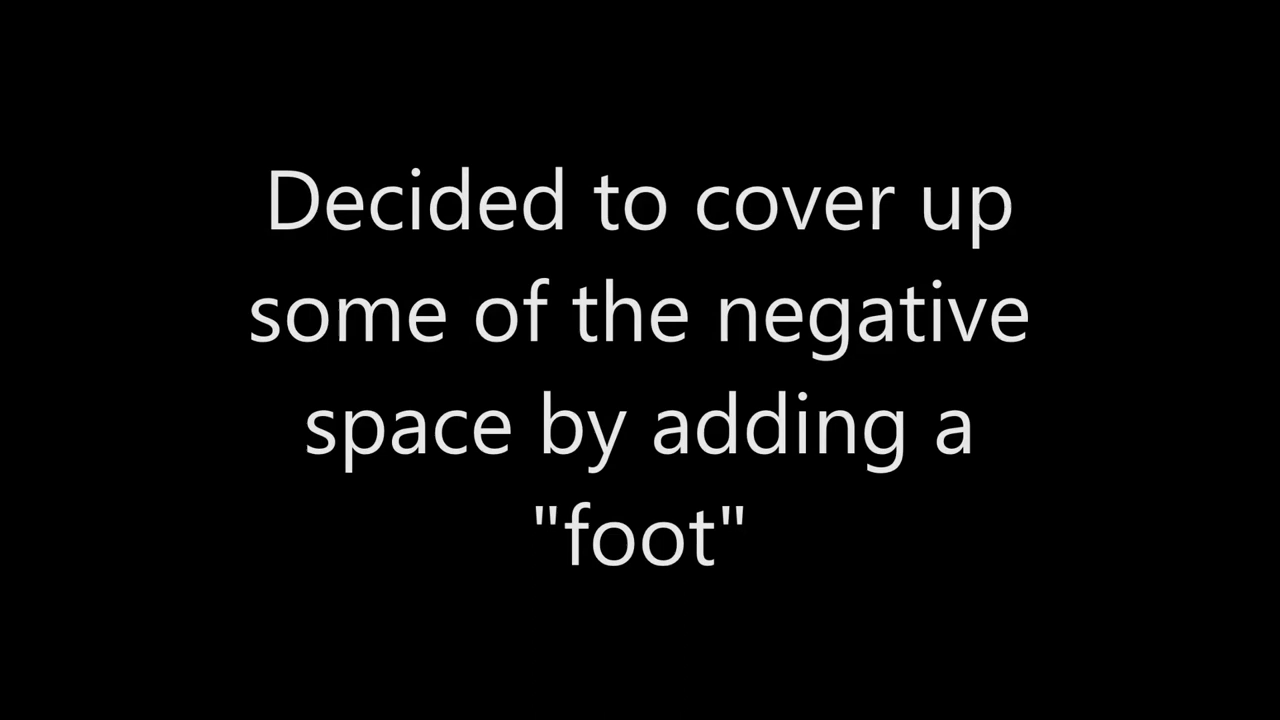 Decided to cover up
some of the negative
space by adding a
"foot"